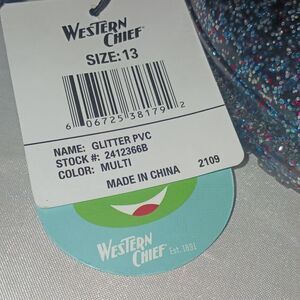 WESTERN
CHIEF
SIZE: 13
6 06725 38179 2
NAME: GLITTER PVC
STOCK #: 2412366B
COLOR: MULTI
MADE IN CHINA 2109
WESTERN
CHIEF Est. 1891